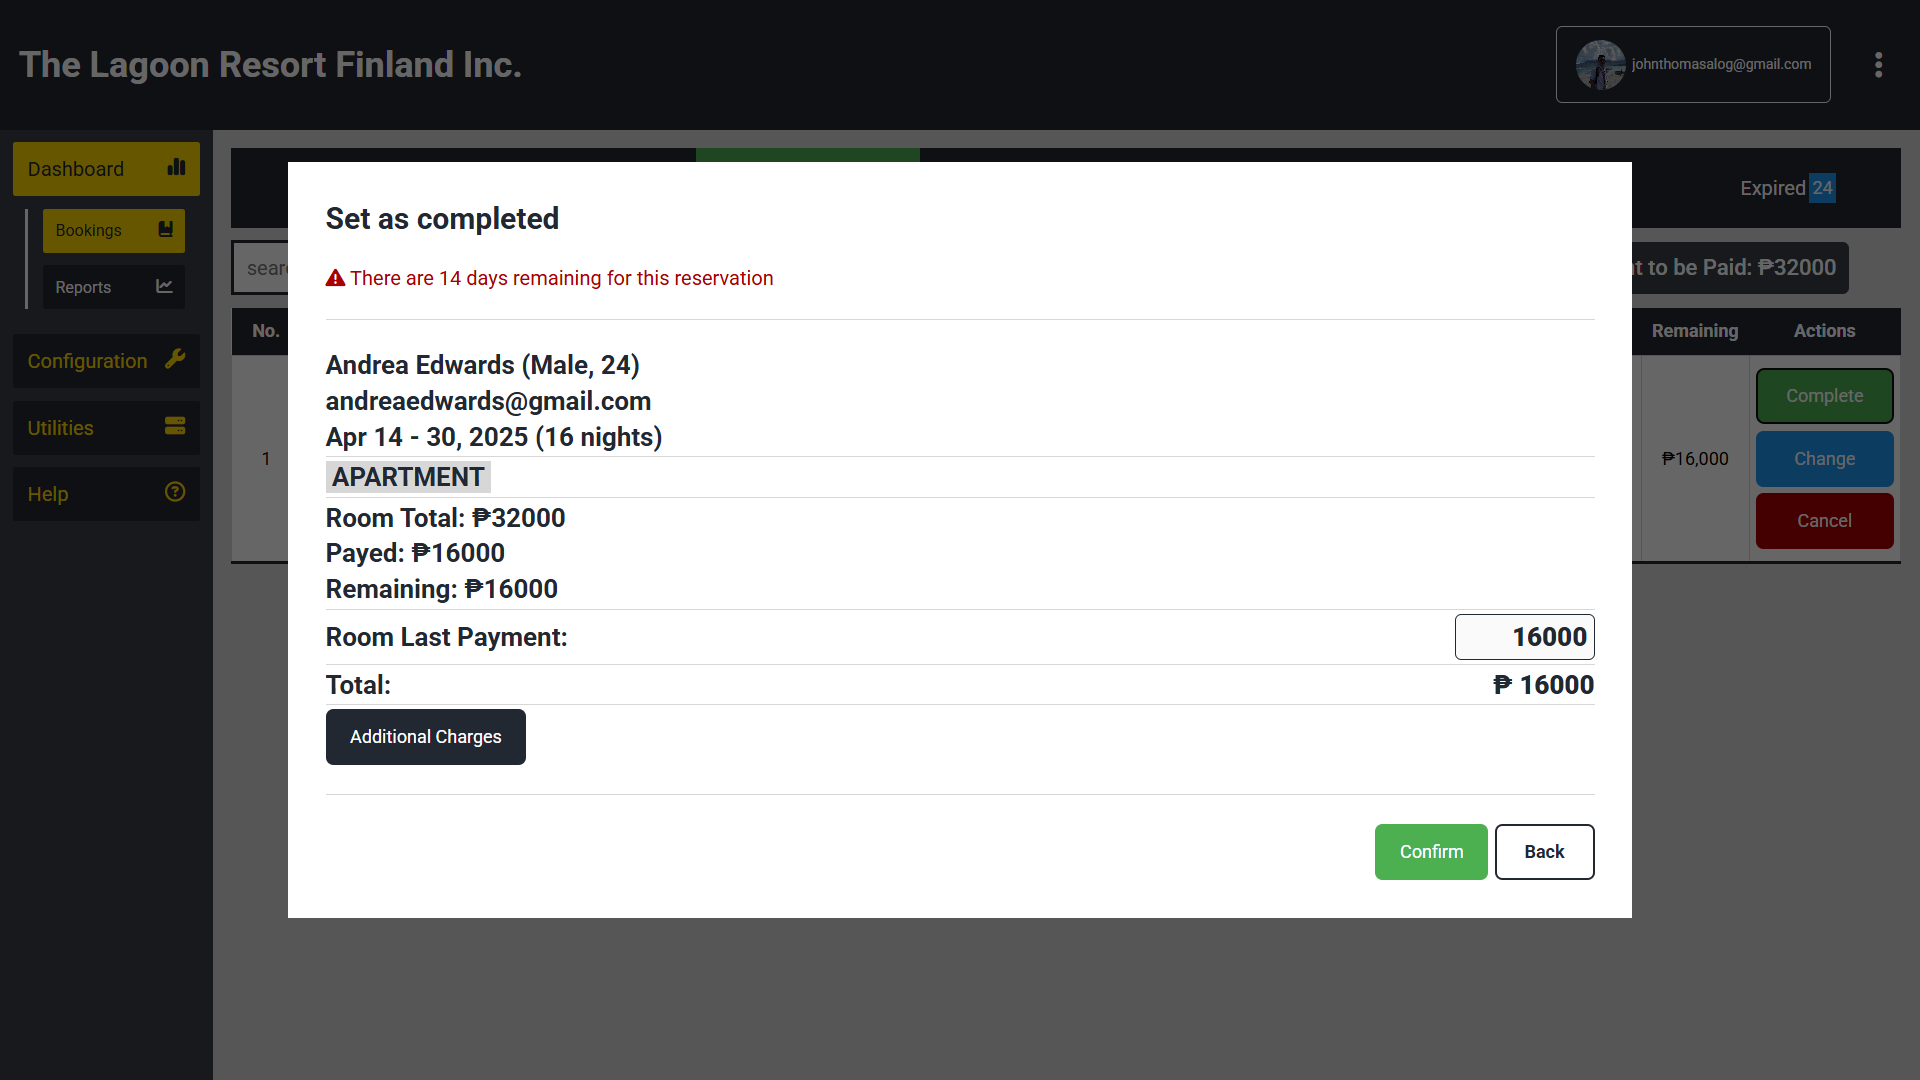 The Lagoon Resort Finland Inc.
johnthomasalog@gmail.com
Dashboard
Bookings
Reports
Configuration
Utilities
Help
Expired 24
to be Paid: ₱32000
No.
Remaining
Actions
1
₱16,000
Complete
Change
Cancel
Set as completed
There are 14 days remaining for this reservation
Andrea Edwards (Male, 24)
andreaedwards@gmail.com
Apr 14 - 30, 2025 (16 nights)
APARTMENT
Room Total: ₱32000
Payed: ₱16000
Remaining: ₱16000
Room Last Payment: 16000
Total: ₱ 16000
Additional Charges
Confirm
Back